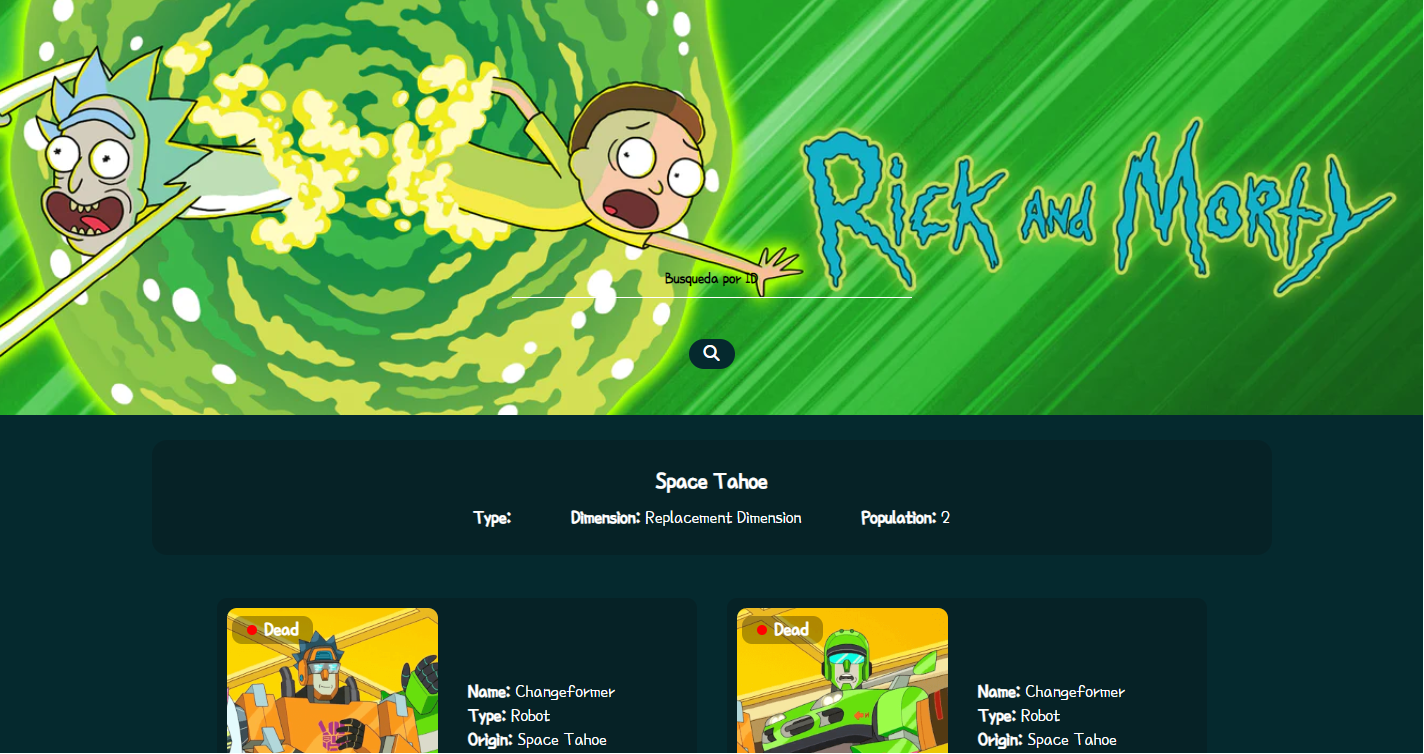 Rick and Morty
Busqueda por ID
Space Tahoe
Type: Dimension: Replacement Dimension Population: 2
Dead
Name: Changeformer
Type: Robot
Origin: Space Tahoe
Dead
Name: Changeformer
Type: Robot
Origin: Space Tahoe